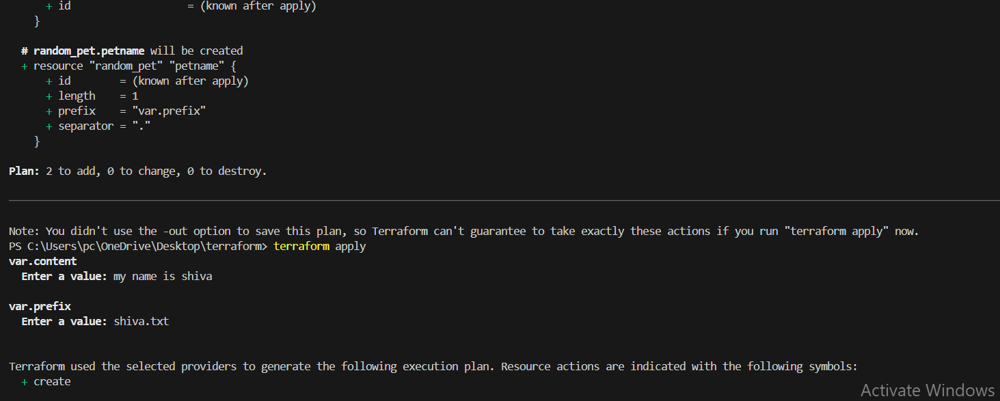 + id                   = (known after apply)
}
# random_pet.petname will be created
+ resource "random_pet" "petname" {
+ id        = (known after apply)
+ length    = 1
+ prefix    = "var.prefix"
+ separator = "."
}
Plan: 2 to add, 0 to change, 0 to destroy.
Note: You didn't use the -out option to save this plan, so Terraform can't guarantee to take exactly these actions if you run "terraform apply" now.
PS C:\Users\pc\OneDrive\Desktop\terraform> terraform apply
var.content
Enter a value: my name is shiva
var.prefix
Enter a value: shiva.txt
Terraform used the selected providers to generate the following execution plan. Resource actions are indicated with the following symbols:
+ create
Activate Windows